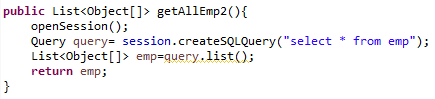 public List<Object[]> getAllEmp2(){
openSession();
Query query= session.createSQLQuery("select * from emp");
List<Object[]> emp=query.list();
return emp;
}